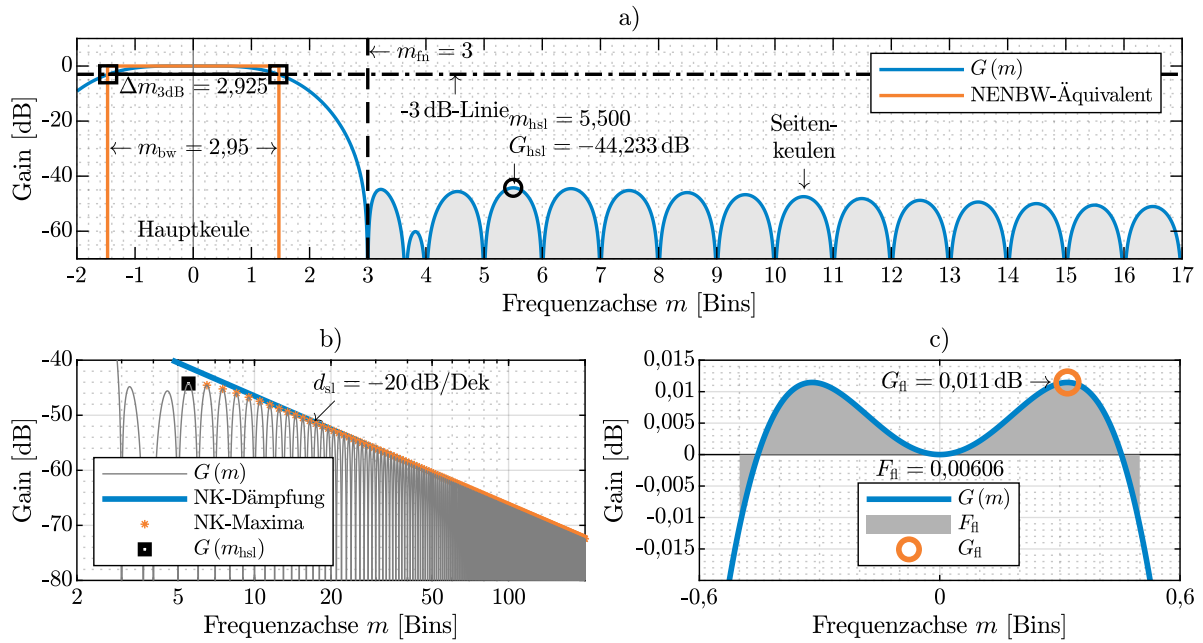 a)
Gain [dB]
0
-20
-40
-60
m_fn = 3
Δm_3dB = 2,925
-3 dB-Linie
m_hsl = 5,500
G_hsl = −44,233 dB
m_bw = 2,95
Hauptkeule
Seiten-
keulen
G(m)
NENBW-Äquivalent
-2 -1 0 1 2 3 4 5 6 7 8 9 10 11 12 13 14 15 16 17
Frequenzachse m [Bins]
b)
Gain [dB]
-40
-50
-60
-70
-80
d_sl = −20 dB/Dek
G(m)
NK-Dämpfung
NK-Maxima
G(m_hsl)
2 5 10 20 50 100
Frequenzachse m [Bins]
c)
Gain [dB]
0,015
0,01
0,005
0
-0,005
-0,01
-0,015
G_fl = 0,011 dB
F_fl = 0,00606
G(m)
F_fl
G_fl
-0,6 0 0,6
Frequenzachse m [Bins]